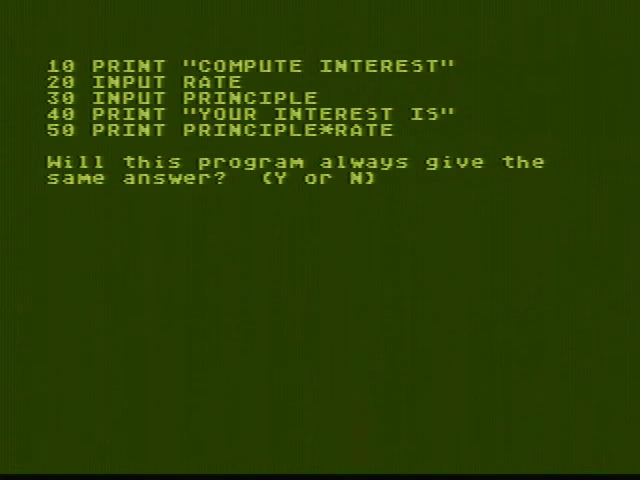 10 PRINT "COMPUTE INTEREST"
20 INPUT RATE
30 INPUT PRINCIPLE
40 PRINT "YOUR INTEREST IS"
50 PRINT PRINCIPLE*RATE
Will this program always give the
same answer?  (Y or N)